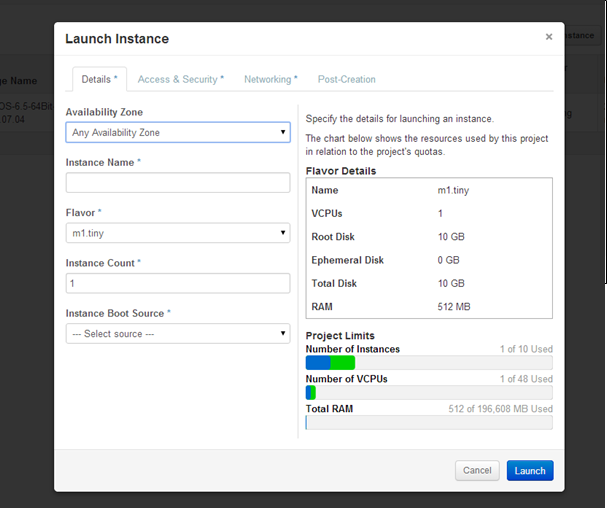 Launch Instance
×
stance
ge Name
OS-6.5-64Bit
07 04
Details *
Access & Security *
Networking *
Post-Creation
Availability Zone
Any Availability Zone
Instance Name *
Flavor *
m1.tiny
Instance Count *
1
Instance Boot Source *
--- Select source ---
Specify the details for launching an instance.
The chart below shows the resources used by this project
in relation to the project's quotas.
Flavor Details
Name m1.tiny
VCPUs 1
Root Disk 10 GB
Ephemeral Disk 0 GB
Total Disk 10 GB
RAM 512 MB
Project Limits
Number of Instances 1 of 10 Used
Number of VCPUs 1 of 48 Used
Total RAM 512 of 196,608 MB Used
Cancel
Launch